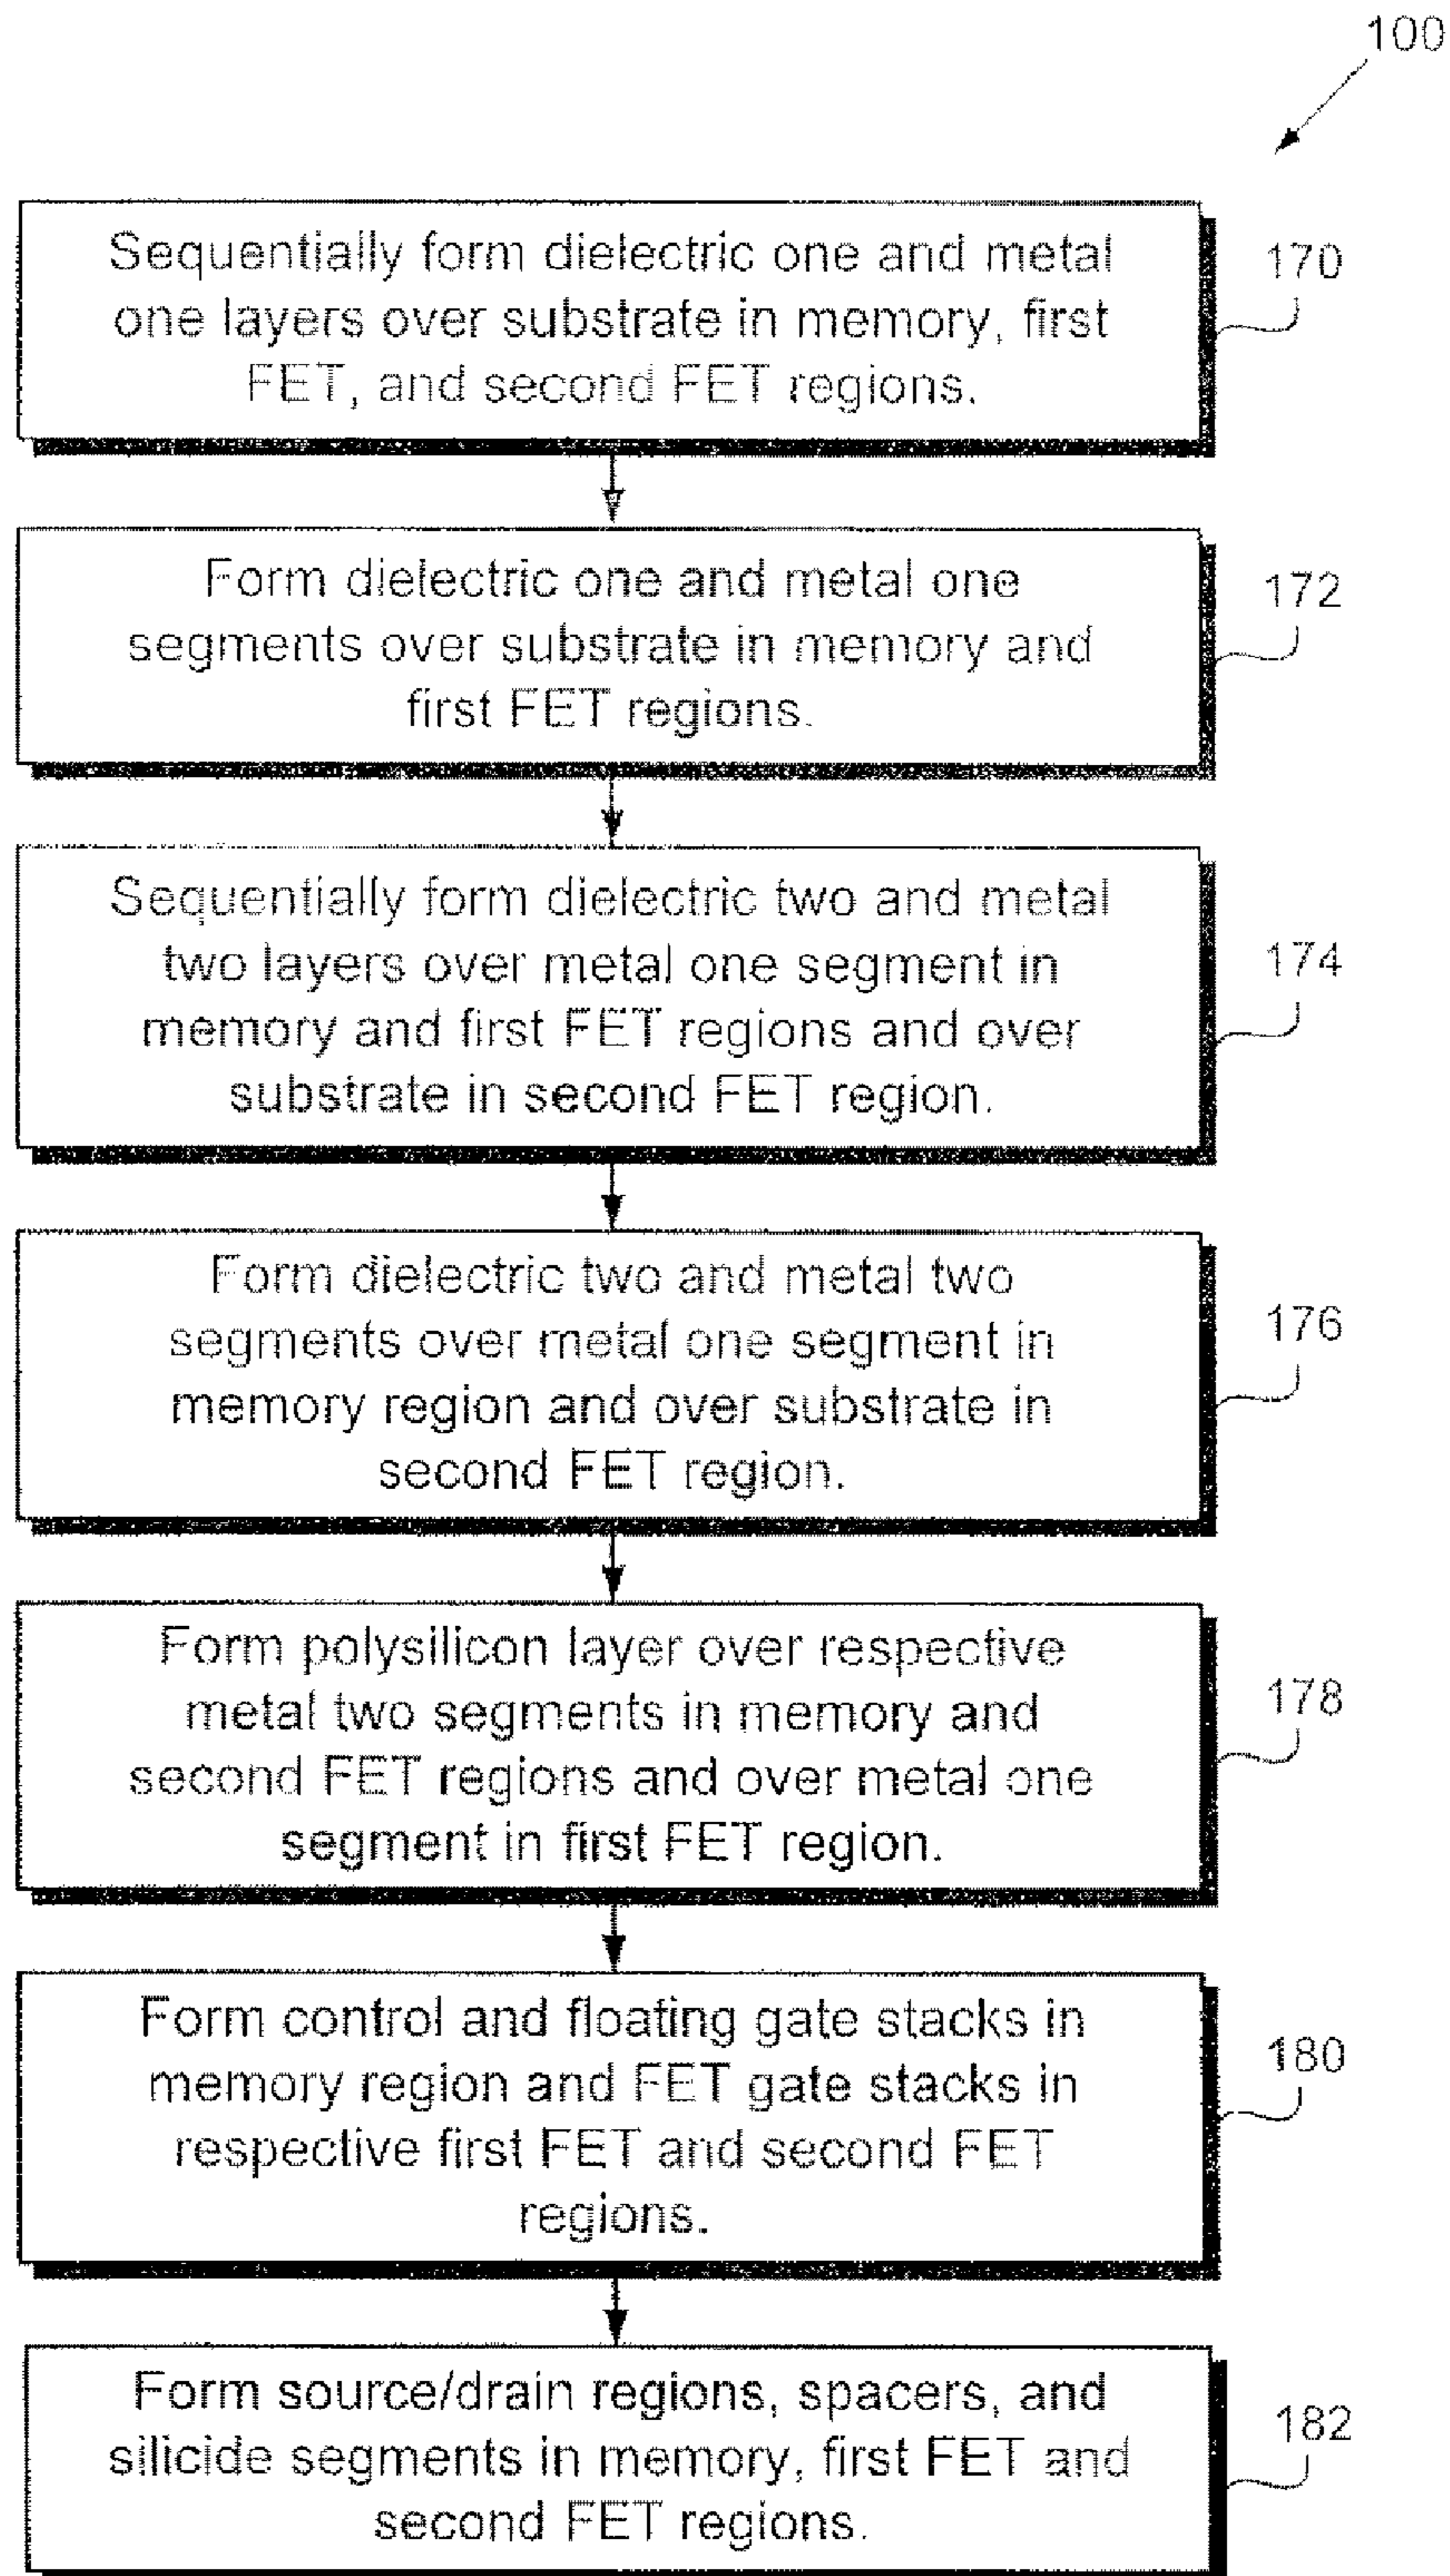 100
Sequentially form dielectric one and metal
one layers over substrate in memory, first
FET, and second FET regions.
170
Form dielectric one and metal one
segments over substrate in memory and
first FET regions.
172
Sequentially form dielectric two and metal
two layers over metal one segment in
memory and first FET regions and over
substrate in second FET region.
174
Form dielectric two and metal two
segments over metal one segment in
memory region and over substrate in
second FET region.
176
Form polysilicon layer over respective
metal two segments in memory and
second FET regions and over metal one
segment in first FET region.
178
Form control and floating gate stacks in
memory region and FET gate stacks in
respective first FET and second FET
regions.
180
Form source/drain regions, spacers, and
silicide segments in memory, first FET and
second FET regions.
182